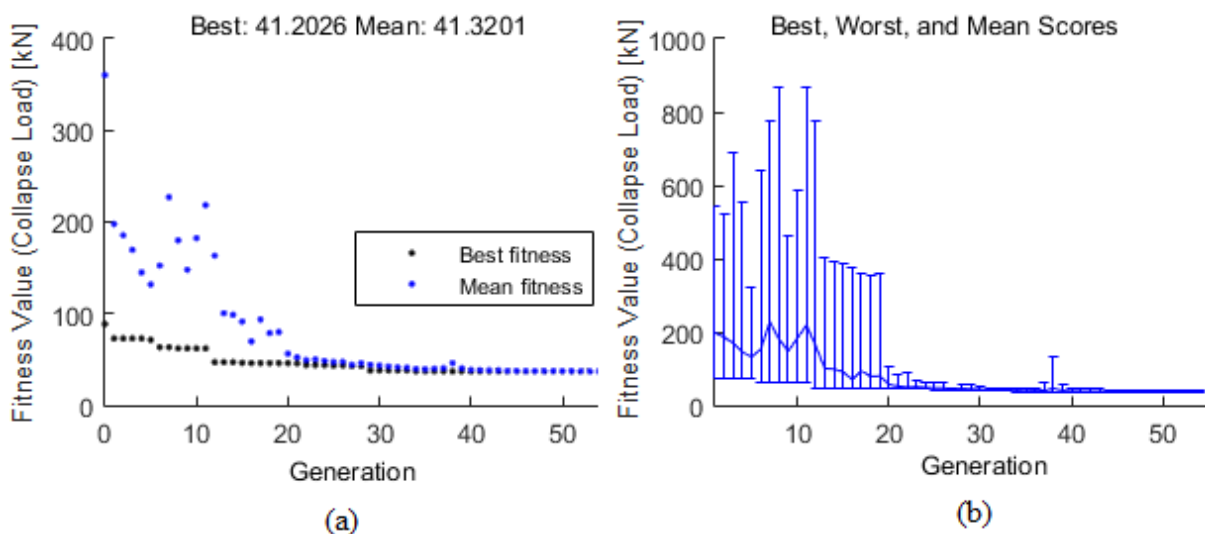 Best: 41.2026 Mean: 41.3201
Fitness Value (Collapse Load) [kN]
400
300
200
100
0
Best fitness
Mean fitness
0 10 20 30 40 50
Generation
(a)
Best, Worst, and Mean Scores
Fitness Value (Collapse Load) [kN]
1000
800
600
400
200
0
10 20 30 40 50
Generation
(b)